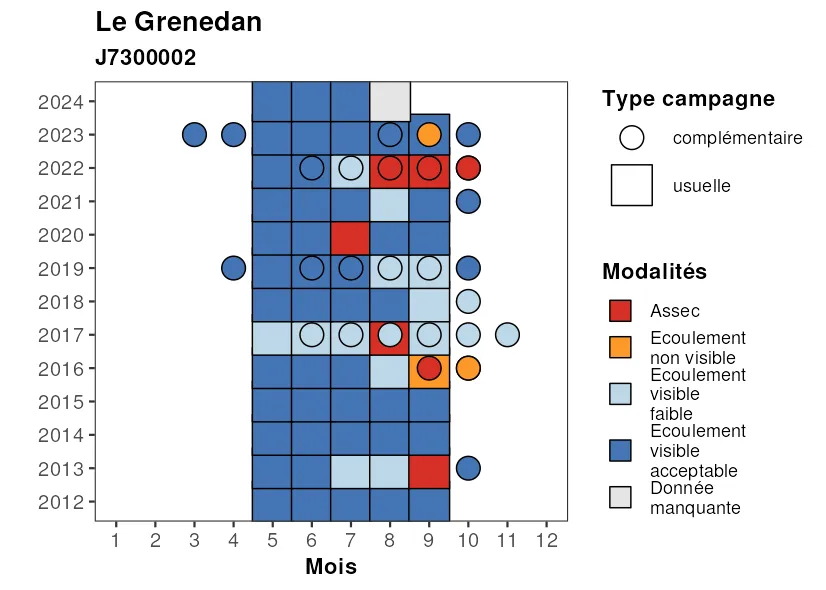 Le Grenedan
J7300002
2024
2023
2022
2021
2020
2019
2018
2017
2016
2015
2014
2013
2012
1 2 3 4 5 6 7 8 9 10 11 12
Mois
Type campagne
complémentaire
usuelle
Modalités
Assec
Ecoulement
non visible
Ecoulement
visible
faible
Ecoulement
visible
acceptable
Donnée
manquante